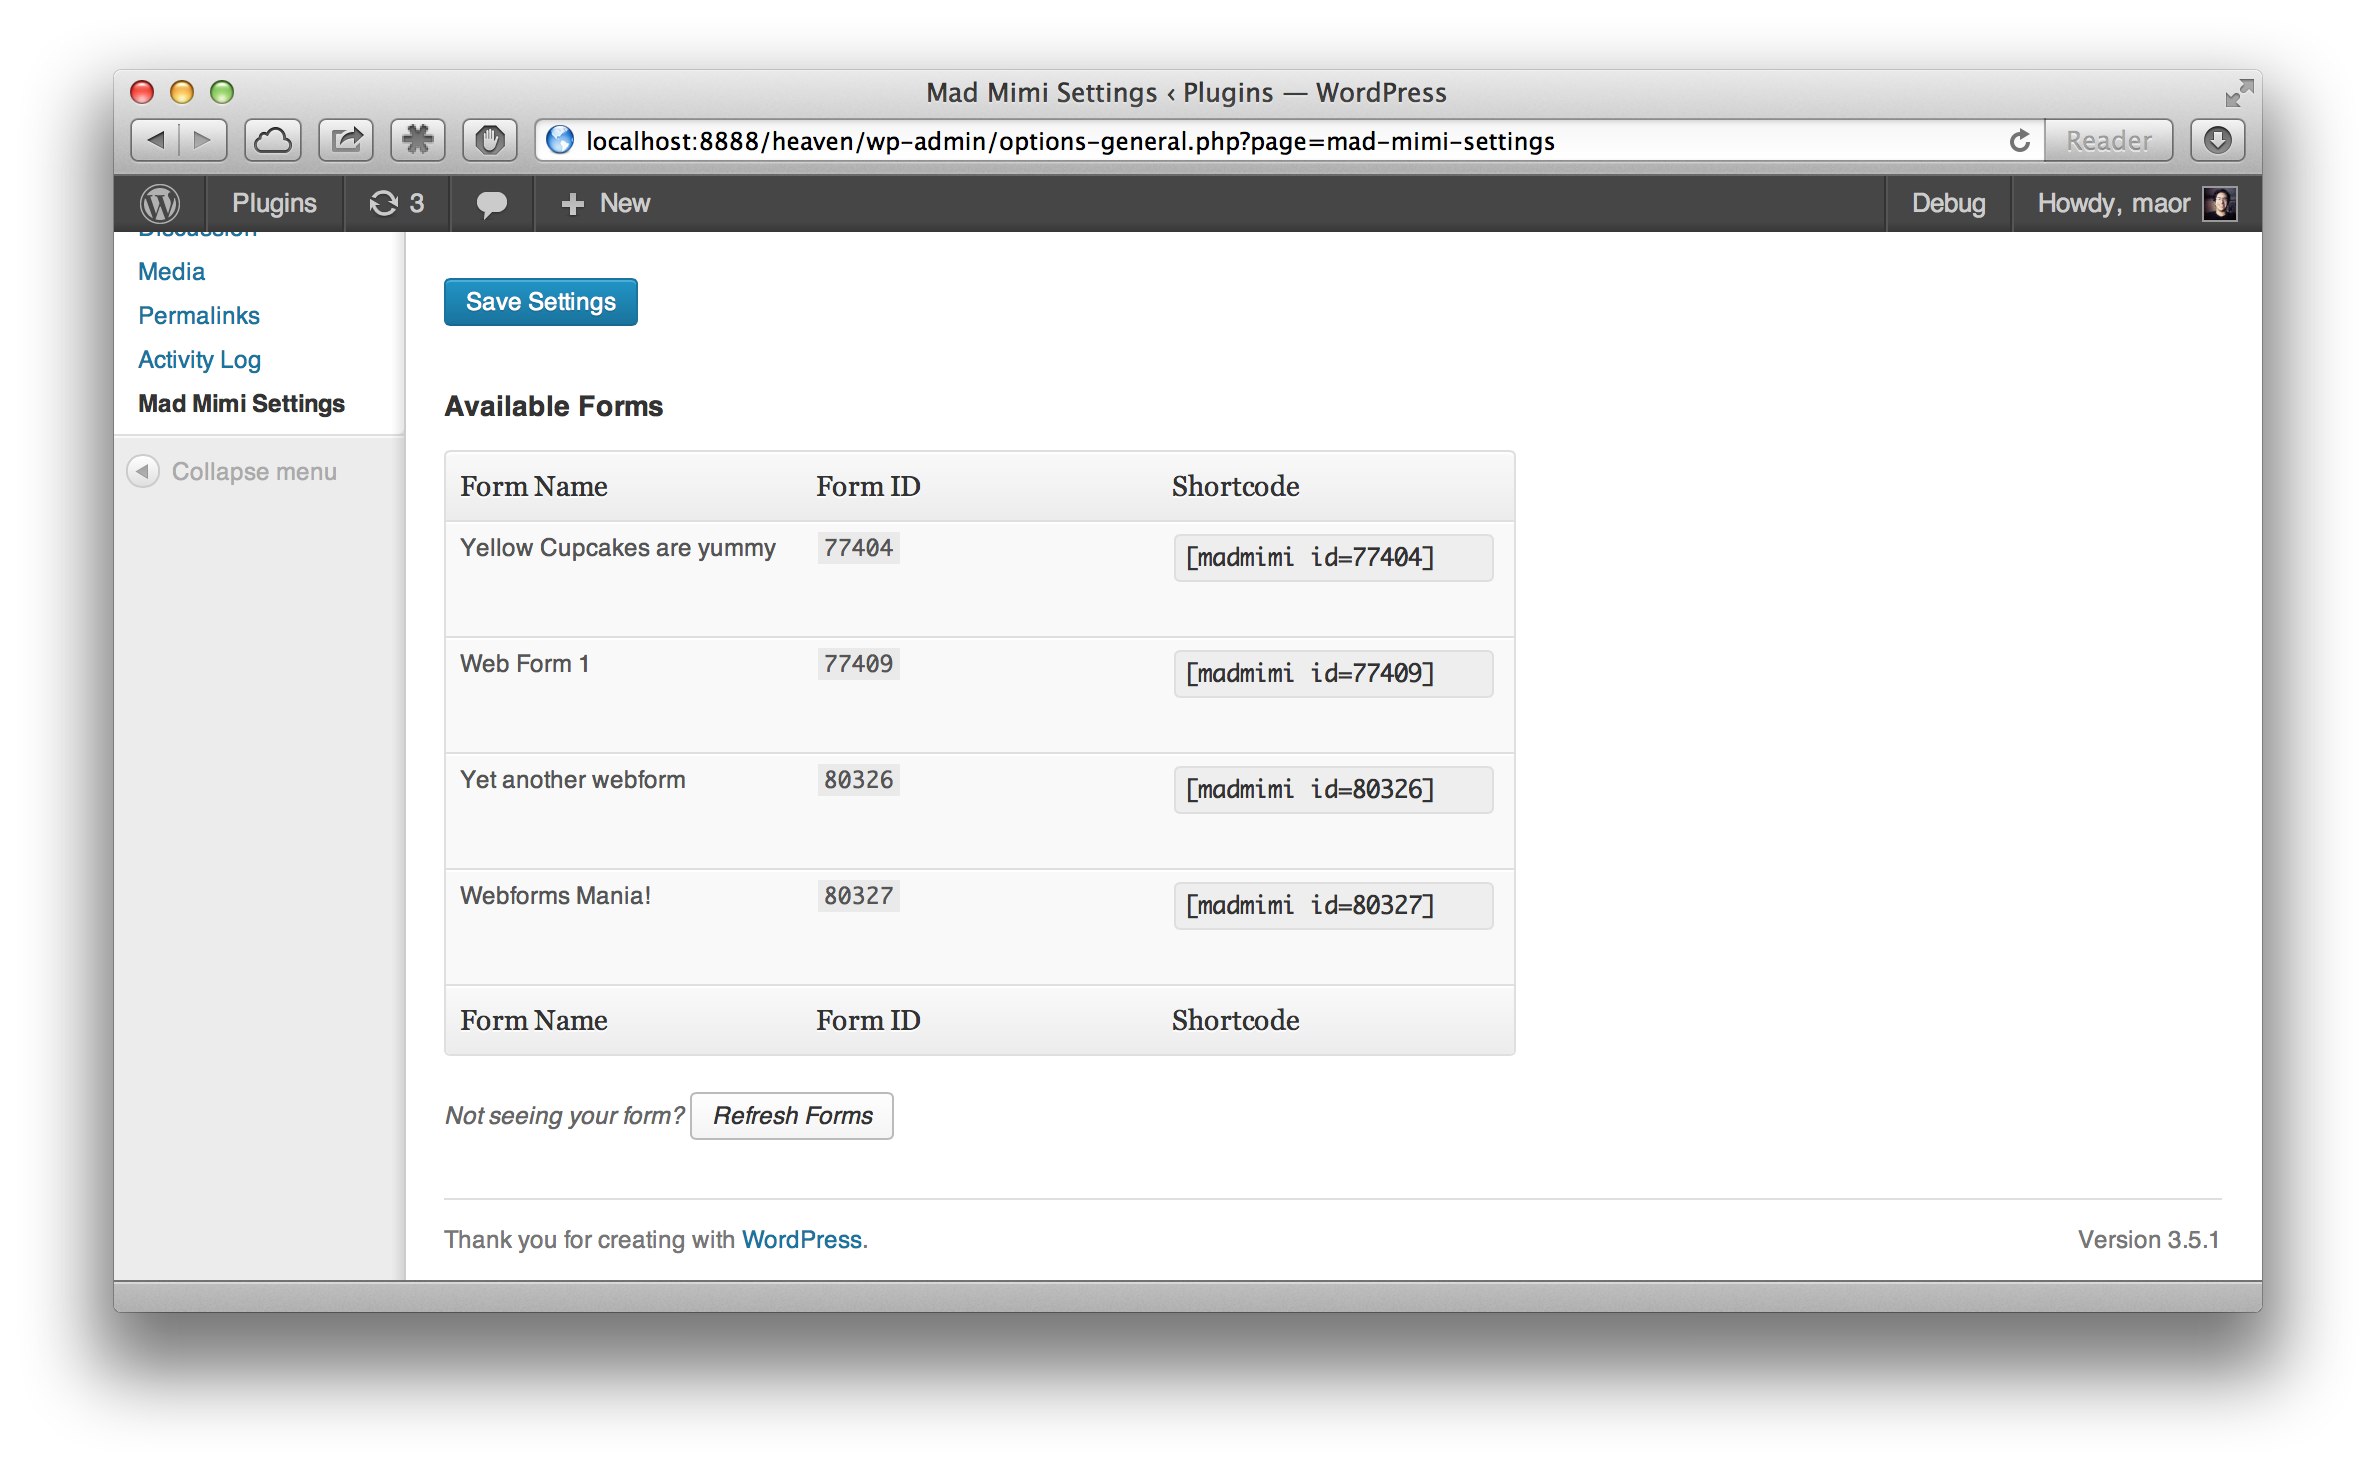 Mad Mimi Settings ‹ Plugins — WordPress
localhost:8888/heaven/wp-admin/options-general.php?page=mad-mimi-settings
Reader
Plugins
3
New
Debug
Howdy, maor
Discussion
Media
Permalinks
Activity Log
Mad Mimi Settings
Collapse menu
Save Settings
Available Forms
Form Name Form ID Shortcode
Yellow Cupcakes are yummy 77404 [madmimi id=77404]
Web Form 1 77409 [madmimi id=77409]
Yet another webform 80326 [madmimi id=80326]
Webforms Mania! 80327 [madmimi id=80327]
Form Name Form ID Shortcode
Not seeing your form? Refresh Forms
Thank you for creating with WordPress.
Version 3.5.1